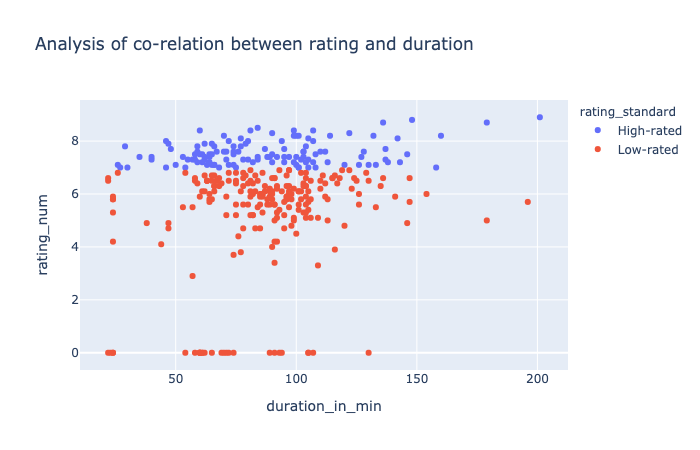 Analysis of co-relation between rating and duration
rating_standard
High-rated
Low-rated
8
6
4
2
0
rating_num
50
100
150
200
duration_in_min